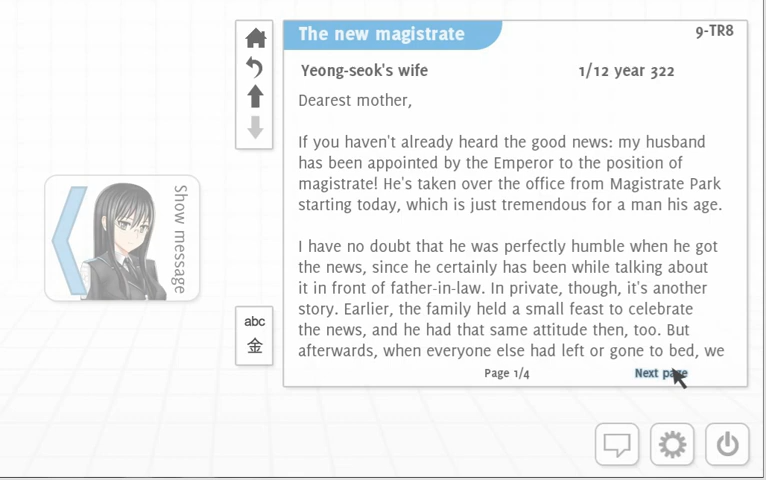 The new magistrate
9-TR8
Yeong-seok's wife
1/12 year 322
Dearest mother,
If you haven't already heard the good news: my husband
has been appointed by the Emperor to the position of
magistrate! He's taken over the office from Magistrate Park
starting today, which is just tremendous for a man his age.
I have no doubt that he was perfectly humble when he got
the news, since he certainly has been while talking about
it in front of father-in-law. In private, though, it's another
story. Earlier, the family held a small feast to celebrate
the news, and he had that same attitude then, too. But
afterwards, when everyone else had left or gone to bed, we
Page 1/4
Next page
Show message
abc
金